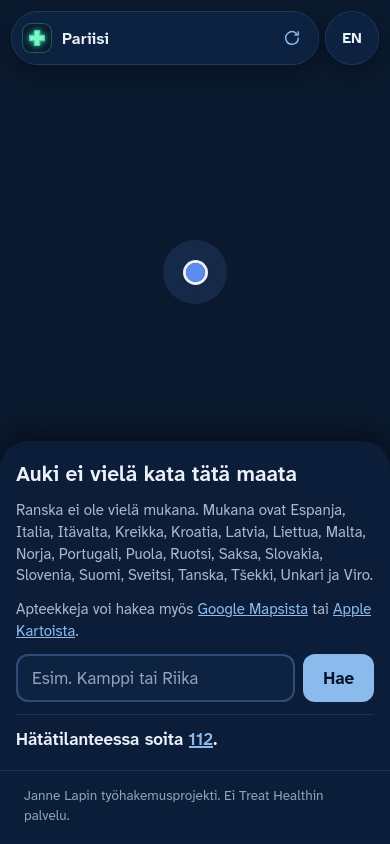 Pariisi
EN
Auki ei vielä kata tätä maata
Ranska ei ole vielä mukana. Mukana ovat Espanja,
Italia, Itävalta, Kreikka, Kroatia, Latvia, Liettua, Malta,
Norja, Portugali, Puola, Ruotsi, Saksa, Slovakia,
Slovenia, Suomi, Sveitsi, Tanska, Tšekki, Unkari ja Viro.
Apteekkeja voi hakea myös Google Mapsista tai Apple
Kartoista.
Esim. Kamppi tai Riika
Hae
Hätätilanteessa soita 112.
Janne Lapin työhakemusprojekti. Ei Treat Healthin
palvelu.